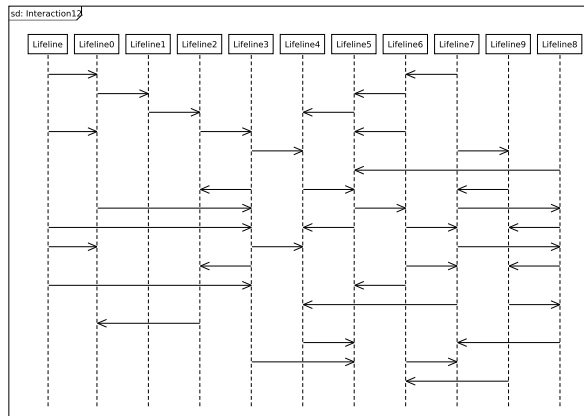 sd: Interaction12
Lifeline
Lifeline0
Lifeline1
Lifeline2
Lifeline3
Lifeline4
Lifeline5
Lifeline6
Lifeline7
Lifeline9
Lifeline8